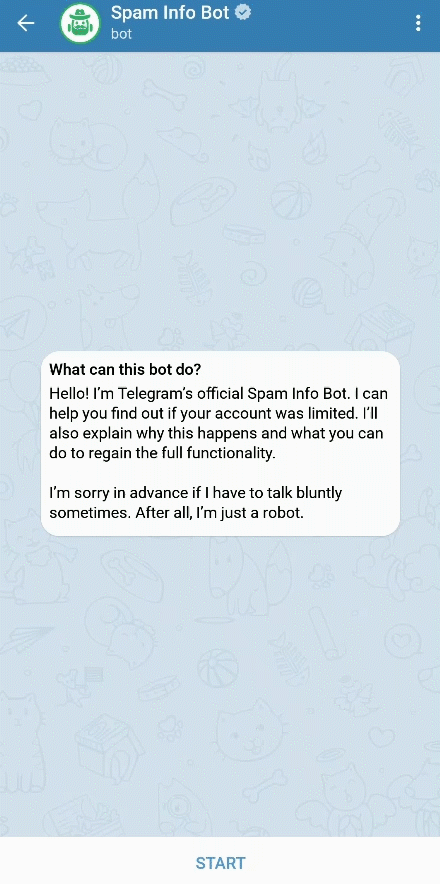 Spam Info Bot
bot
What can this bot do?
Hello! I'm Telegram's official Spam Info Bot. I can
help you find out if your account was limited. I'll
also explain why this happens and what you can
do to regain the full functionality.
I'm sorry in advance if I have to talk bluntly
sometimes. After all, I'm just a robot.
START